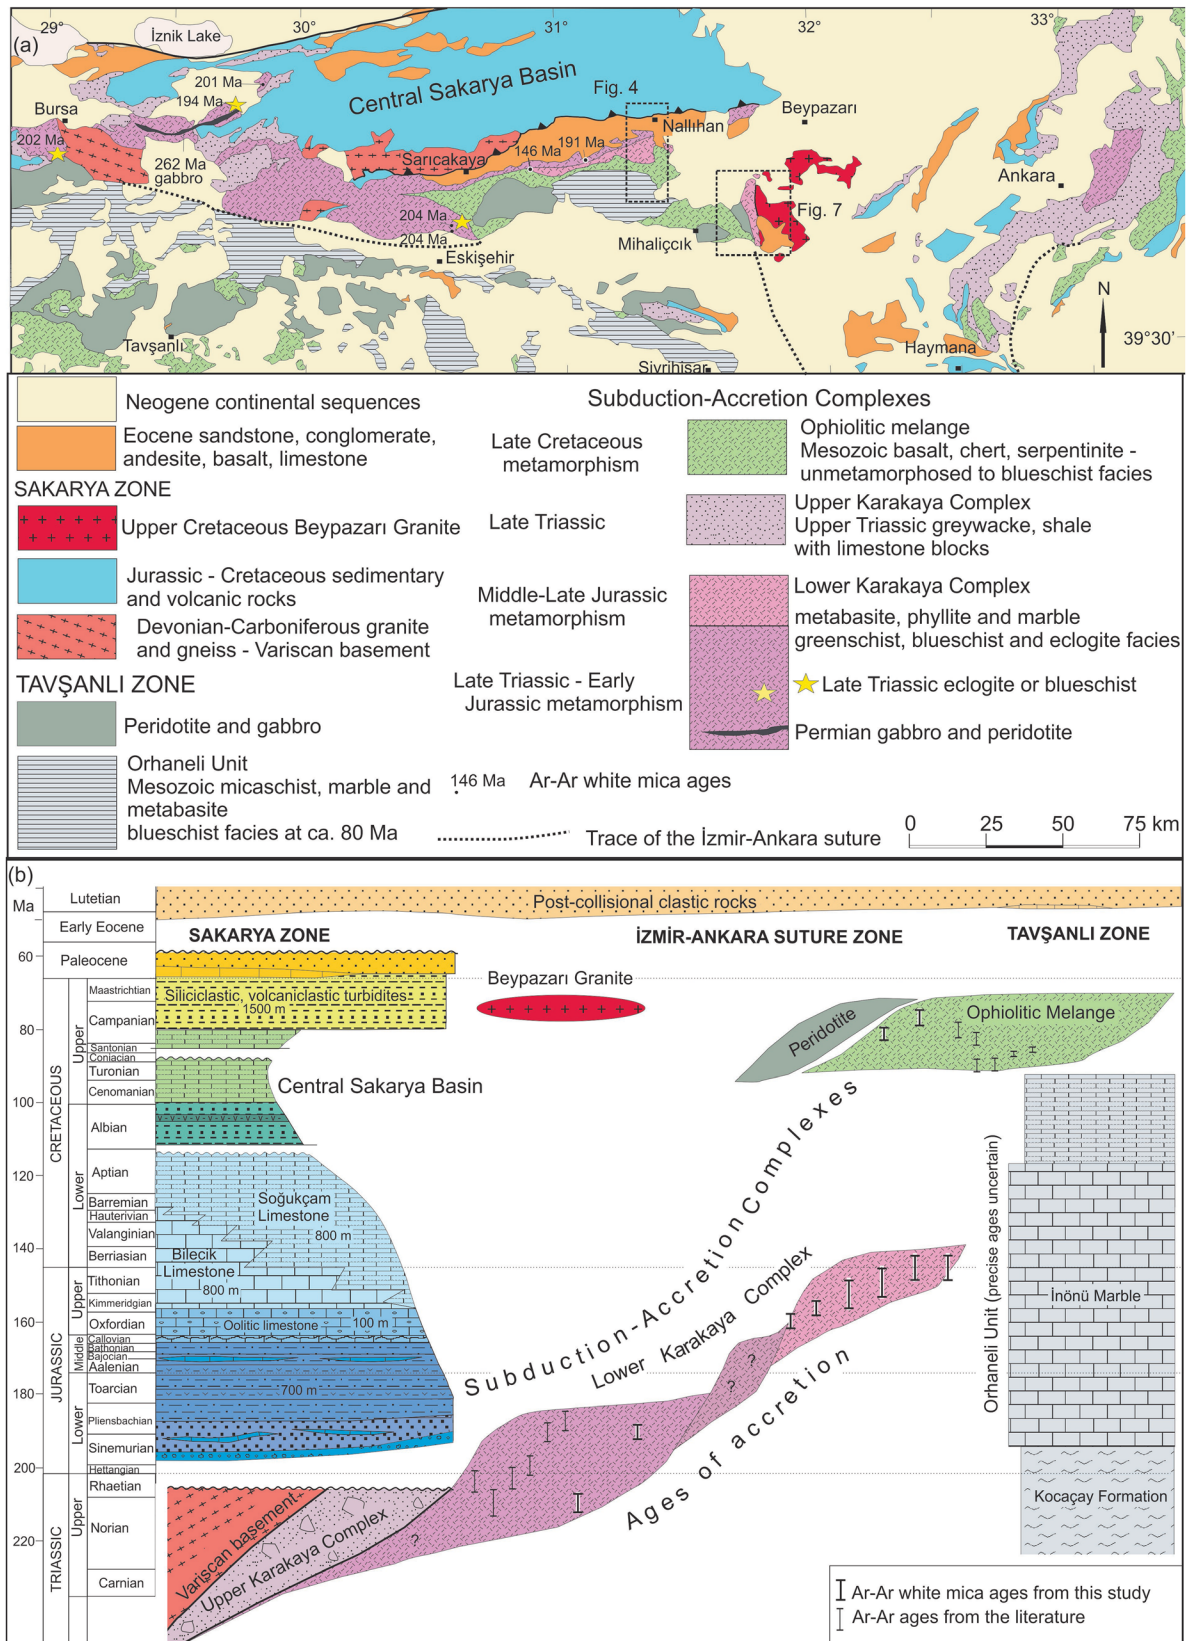 29°
31°
32°
33°
(a)
İznik Lake
201 Ma
194 Ma
Bursa
202 Ma
262 Ma
gabbro
Central Sakarya Basin
Fig. 4
Beypazarı
Nallıhan
191 Ma
146 Ma
Sarıcakaya
Ankara
204 Ma
204 Ma
Fig. 7
Mihalıçcık
Eskişehir
N
39°30'
Tavşanlı
Haymana
Sivrihisar
Neogene continental sequences
Eocene sandstone, conglomerate,
andesite, basalt, limestone
SAKARYA ZONE
Upper Cretaceous Beypazarı Granite
Jurassic - Cretaceous sedimentary
and volcanic rocks
Devonian-Carboniferous granite
and gneiss - Variscan basement
TAVŞANLI ZONE
Peridotite and gabbro
Orhaneli Unit
Mesozoic micaschist, marble and
metabasite
blueschist facies at ca. 80 Ma
Subduction-Accretion Complexes
Late Cretaceous
metamorphism
Ophiolitic melange
Mesozoic basalt, chert, serpentinite -
unmetamorphosed to blueschist facies
Late Triassic
Upper Karakaya Complex
Upper Triassic greywacke, shale
with limestone blocks
Middle-Late Jurassic
metamorphism
Lower Karakaya Complex
metabasite, phyllite and marble
greenschist, blueschist and eclogite facies
Late Triassic - Early
Jurassic metamorphism
Late Triassic eclogite or blueschist
Permian gabbro and peridotite
146 Ma
Ar-Ar white mica ages
Trace of the İzmir-Ankara suture
0 25 50 75 km
(b)
Ma
Lutetian
Early Eocene
Post-collisional clastic rocks
SAKARYA ZONE
İZMİR-ANKARA SUTURE ZONE
TAVŞANLI ZONE
60
Paleocene
Maastrichtian
Siliciclastic, volcaniclastic turbidites
1500 m
Campanian
80
Santonian
Coniacian
Turonian
Cenomanian
100
Albian
Aptian
120
Barremian
Hauterivian
Valanginian
Berriasian
140
Tithonian
Kimmeridgian
Oxfordian
160
Callovian
Bathonian
Bajocian
Aalenian
180
Toarcian
Pliensbachian
Sinemurian
200
Hettangian
Rhaetian
Norian
220
Carnian
CRETACEOUS
Upper
Lower
JURASSIC
Upper
Middle
Lower
TRIASSIC
Upper
Beypazarı
Granite
Peridotite
Ophiolitic Melange
Central Sakarya Basin
Soğukçam
Limestone
800 m
Bilecik
Limestone
800 m
Oolitic limestone
100 m
700 m
Variscan basement
Upper Karakaya Complex
Subduction-Accretion Complexes
Lower Karakaya Complex
Ages of accretion
?
?
?
Orhaneli Unit (precise ages uncertain)
İnönü Marble
Kocaçay Formation
Ar-Ar white mica ages from this study
Ar-Ar ages from the literature